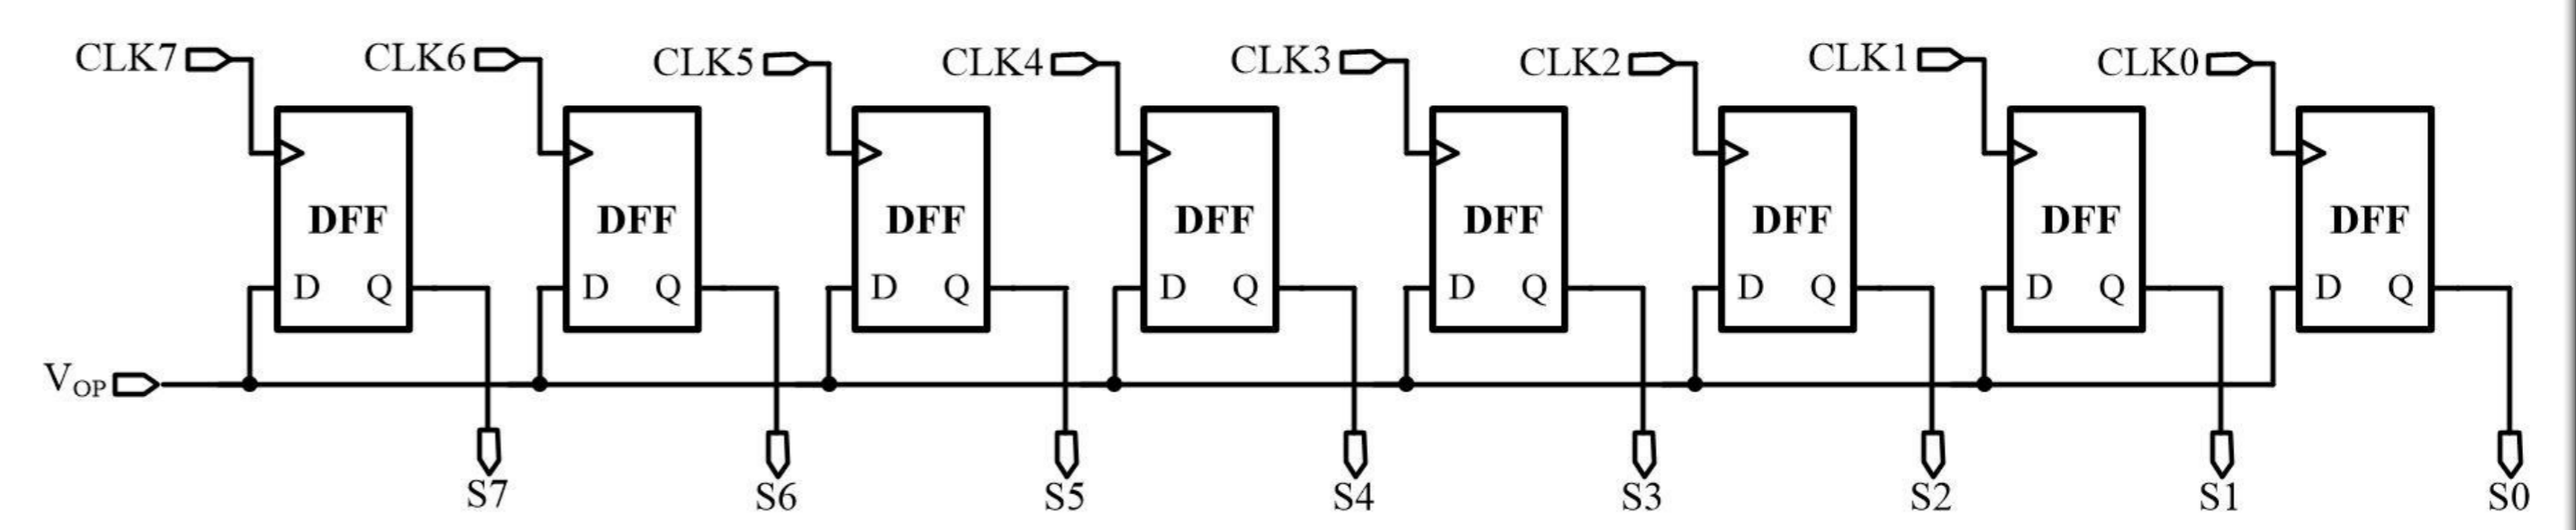 CLK7 CLK6 CLK5 CLK4 CLK3 CLK2 CLK1 CLK0
DFF DFF DFF DFF DFF DFF DFF DFF
D Q D Q D Q D Q D Q D Q D Q D Q
VOP
S7 S6 S5 S4 S3 S2 S1 S0